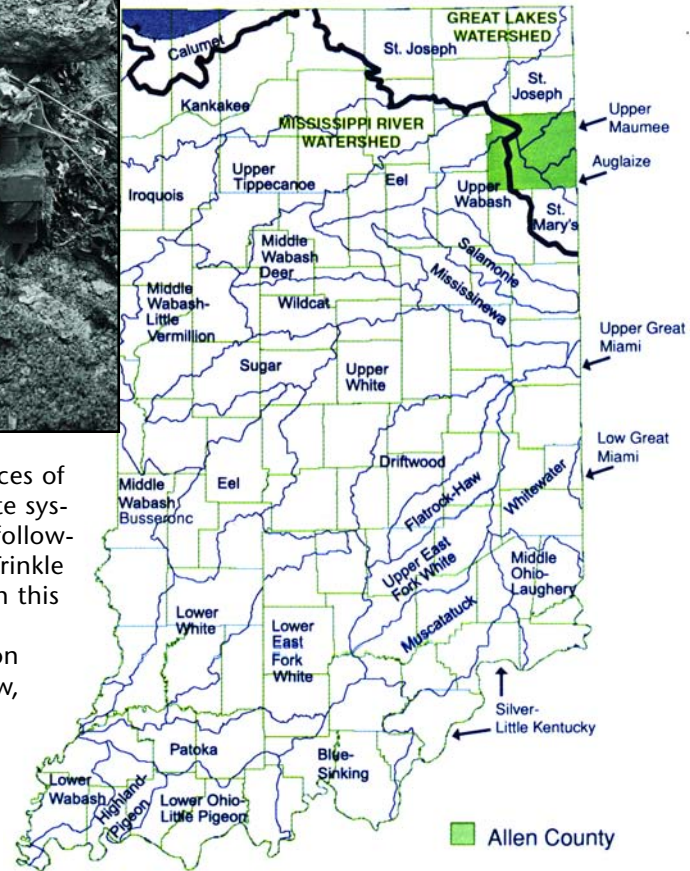 GREAT LAKES
WATERSHED
Calumet
St. Joseph
St.
Joseph
Kankakee
MISSISSIPPI RIVER
WATERSHED
Upper
Maumee
Auglaize
Iroquois
Upper
Tippecanoe
Eel
Upper
Wabash
St.
Mary's
Middle
Wabash
Deer
Salamonie
Mississinewa
Middle
Wabash-
Little
Vermillion
Wildcat
Upper Great
Miami
Sugar
Upper
White
Low Great
Miami
Driftwood
Flatrock-Haw
Whitewater
Middle
Wabash
Busseronc
Eel
Upper East
Fork White
Middle
Ohio-
Laughery
Muscatatuck
Lower
White
Lower
East
Fork
White
Silver-
Little Kentucky
Patoka
Blue-
Sinking
Lower
Wabash
Highland-
Pigeon
Lower Ohio-
Little Pigeon
Allen County
ces of
te sys-
follow-
rinkle
n this
on
w,